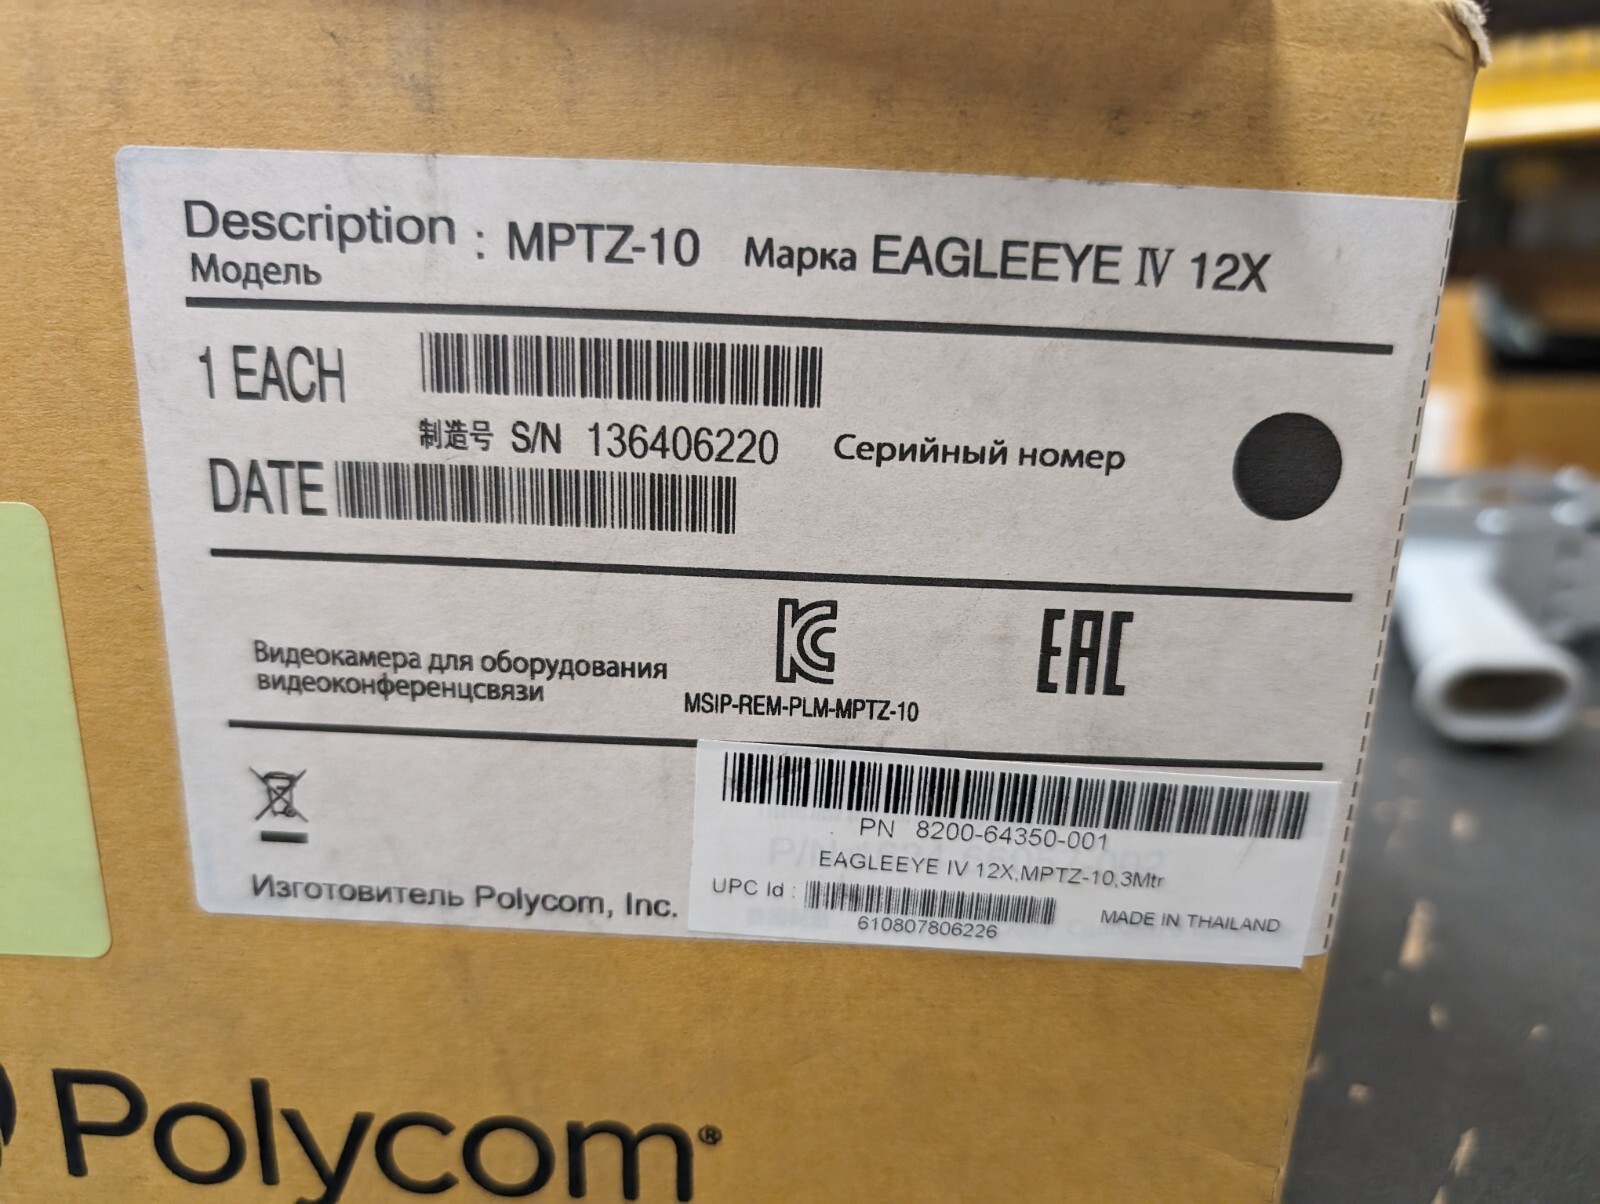 Description : MPTZ-10 Марка EAGLEEYE Ⅳ 12X
Модель
1 EACH
制造号 S/N 136406220 Серийный номер
DATE
Видеокамера для оборудования
видеоконференцсвязи
MSIP-REM-PLM-MPTZ-10
EAC
PN 8200-64350-001
EAGLEEYE IV 12X,MPTZ-10,3Mtr
UPC Id :
610807806226
MADE IN THAILAND
Изготовитель Polycom, Inc.
Polycom®